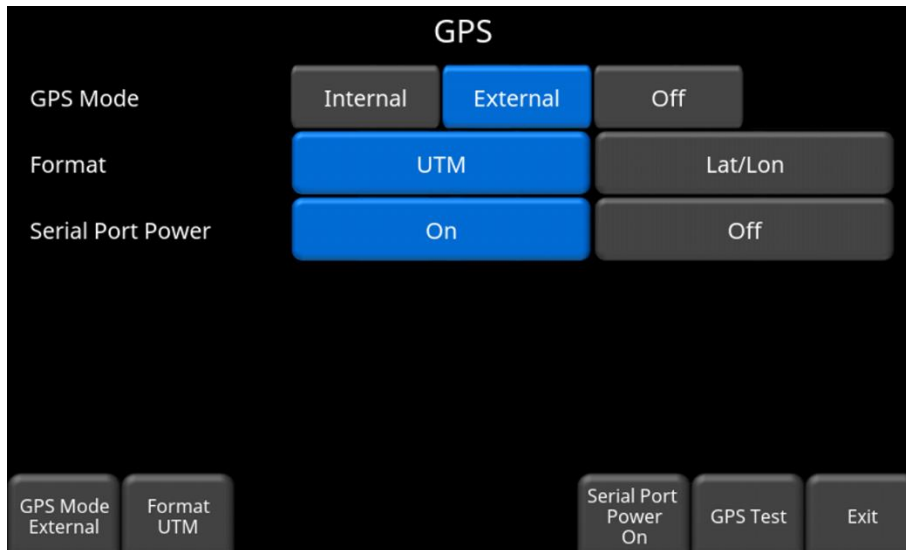 GPS
GPS Mode Internal External Off
Format UTM Lat/Lon
Serial Port Power On Off
GPS Mode
External
Format
UTM
Serial Port
Power
On
GPS Test
Exit